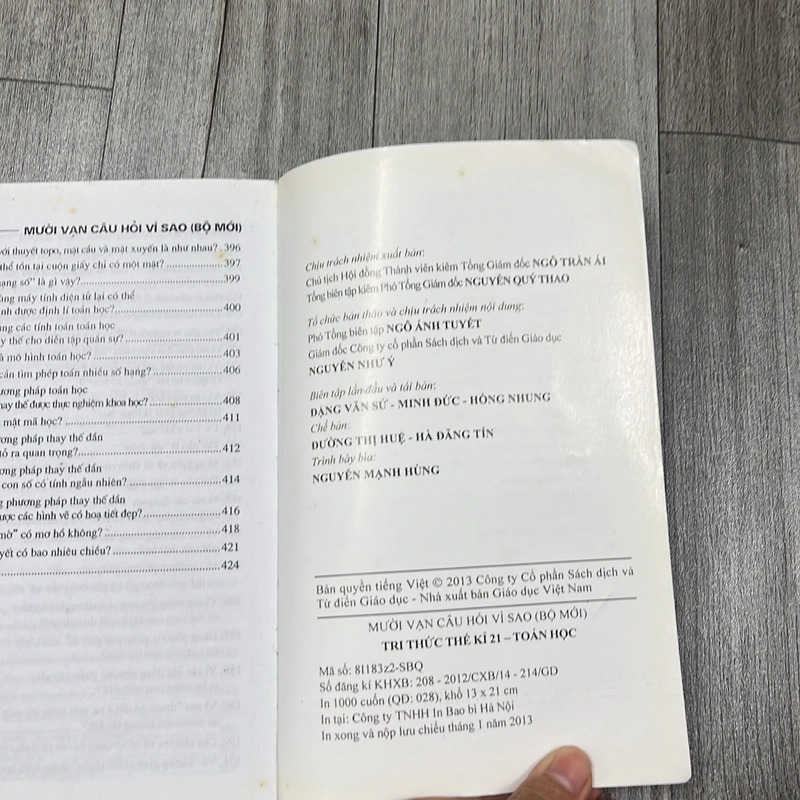 MƯỜI VẠN CÂU HỎI VÌ SAO (BỘ MỚI)
với thuyết topo, mặt cầu và mặt xuyến là như nhau? 396
thể tồn tại cuộn giấy chỉ có một mặt? 397
ạng số" là gì vậy? 399
ùng máy tính điện tử lại có thể
nh được định lí toán học? 400
ng các tính toán toán học
y thế cho diễn tập quân sự? 401
à mô hình toán học? 403
cần tìm phép toán nhiều số hạng? 406
ương pháp toán học
hay thế được thực nghiệm khoa học? 408
mật mã học? 411
ơng pháp thay thế dần
tỏ ra quan trọng? 412
ơng pháp thay thế dần
con số có tính ngẫu nhiên? 414
g phương pháp thay thế dần
ược các hình vẽ có hoạ tiết đẹp? 416
mờ" có mơ hồ không? 418
yết có bao nhiêu chiều? 421
424
Chịu trách nhiệm xuất bản:
Chủ tịch Hội đồng Thành viên kiêm Tổng Giám đốc NGÔ TRẦN ÁI
Tổng biên tập kiêm Phó Tổng Giám đốc NGUYỄN QUÝ THAO
Tổ chức bản thảo và chịu trách nhiệm nội dung:
Phó Tổng biên tập NGÔ ÁNH TUYẾT
Giám đốc Công ty cổ phần Sách dịch và Từ điển Giáo dục
NGUYỄN NHƯ Ý
Biên tập lần đầu và tái bản:
ĐẶNG VĂN SỬ - MINH ĐỨC - HỒNG NHUNG
Chế bản:
DƯƠNG THỊ HUỆ - HÀ ĐĂNG TÍN
Trình bày bìa:
NGUYỄN MẠNH HÙNG
Bản quyền tiếng Việt © 2013 Công ty Cổ phần Sách dịch và
Từ điển Giáo dục - Nhà xuất bản Giáo dục Việt Nam
MƯỜI VẠN CÂU HỎI VÌ SAO (BỘ MỚI)
TRI THỨC THẾ KỈ 21 – TOÁN HỌC
Mã số: 8I183z2-SBQ
Số đăng kí KHXB: 208 - 2012/CXB/14 - 214/GD
In 1000 cuốn (QĐ: 028), khổ 13 x 21 cm
In tại: Công ty TNHH In Bao bì Hà Nội
In xong và nộp lưu chiểu tháng 1 năm 2013